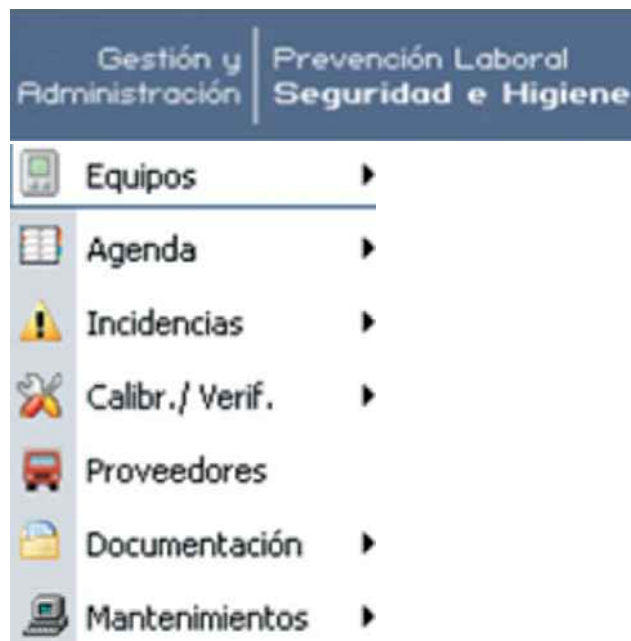 Gestión y
Administración
Prevención Laboral
Seguridad e Higiene
Equipos
Agenda
Incidencias
Calibr./ Verif.
Proveedores
Documentación
Mantenimientos